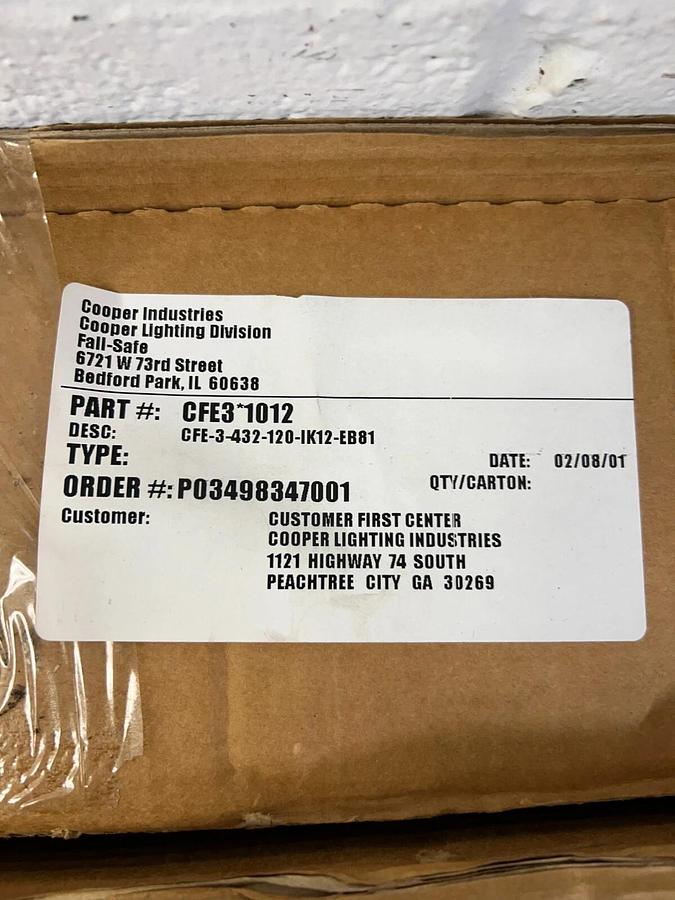 Cooper Industries
Cooper Lighting Division
Fail-Safe
6721 W 73rd Street
Bedford Park, IL 60638
PART #: CFE3*1012
DESC: CFE-3-432-120-IK12-EB81
TYPE:
DATE: 02/08/01
ORDER #: P03498347001
QTY/CARTON:
Customer: CUSTOMER FIRST CENTER
COOPER LIGHTING INDUSTRIES
1121 HIGHWAY 74 SOUTH
PEACHTREE CITY GA 30269